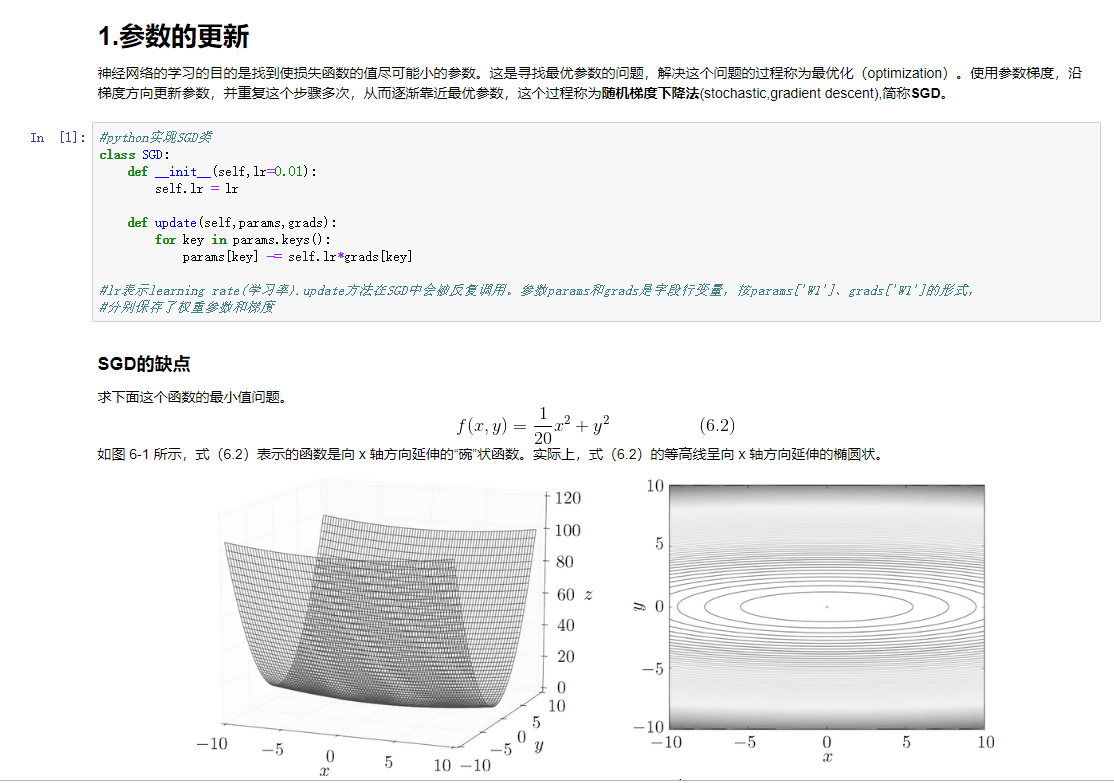 1.参数的更新
神经网络的学习的目的是找到使损失函数的值尽可能小的参数。这是寻找最优参数的问题，解决这个问题的过程称为最优化（optimization）。使用参数梯度，沿
梯度方向更新参数，并重复这个步骤多次，从而逐渐靠近最优参数，这个过程称为随机梯度下降法(stochastic,gradient descent),简称SGD。
In [1]:
#python实现SGD类
class SGD:
    def __init__(self,lr=0.01):
        self.lr = lr
    def update(self,params,grads):
        for key in params.keys():
            params[key] -= self.lr*grads[key]
#lr表示learning rate(学习率).update方法在SGD中会被反复调用。参数params和grads是字段行变量，按params['W1']、grads['W1']的形式，
#分别保存了权重参数和梯度
SGD的缺点
求下面这个函数的最小值问题。
f(x, y) = 1/20 x² + y² (6.2)
如图 6-1 所示，式（6.2）表示的函数是向 x 轴方向延伸的“碗”状函数。实际上，式（6.2）的等高线呈向 x 轴方向延伸的椭圆状。
120
100
80
60 z
40
20
0
10
5
0 y
−5
−10
−10 −5 0 5 10
x
10
5
y 0
−5
−10
−10 −5 0 5 10
x